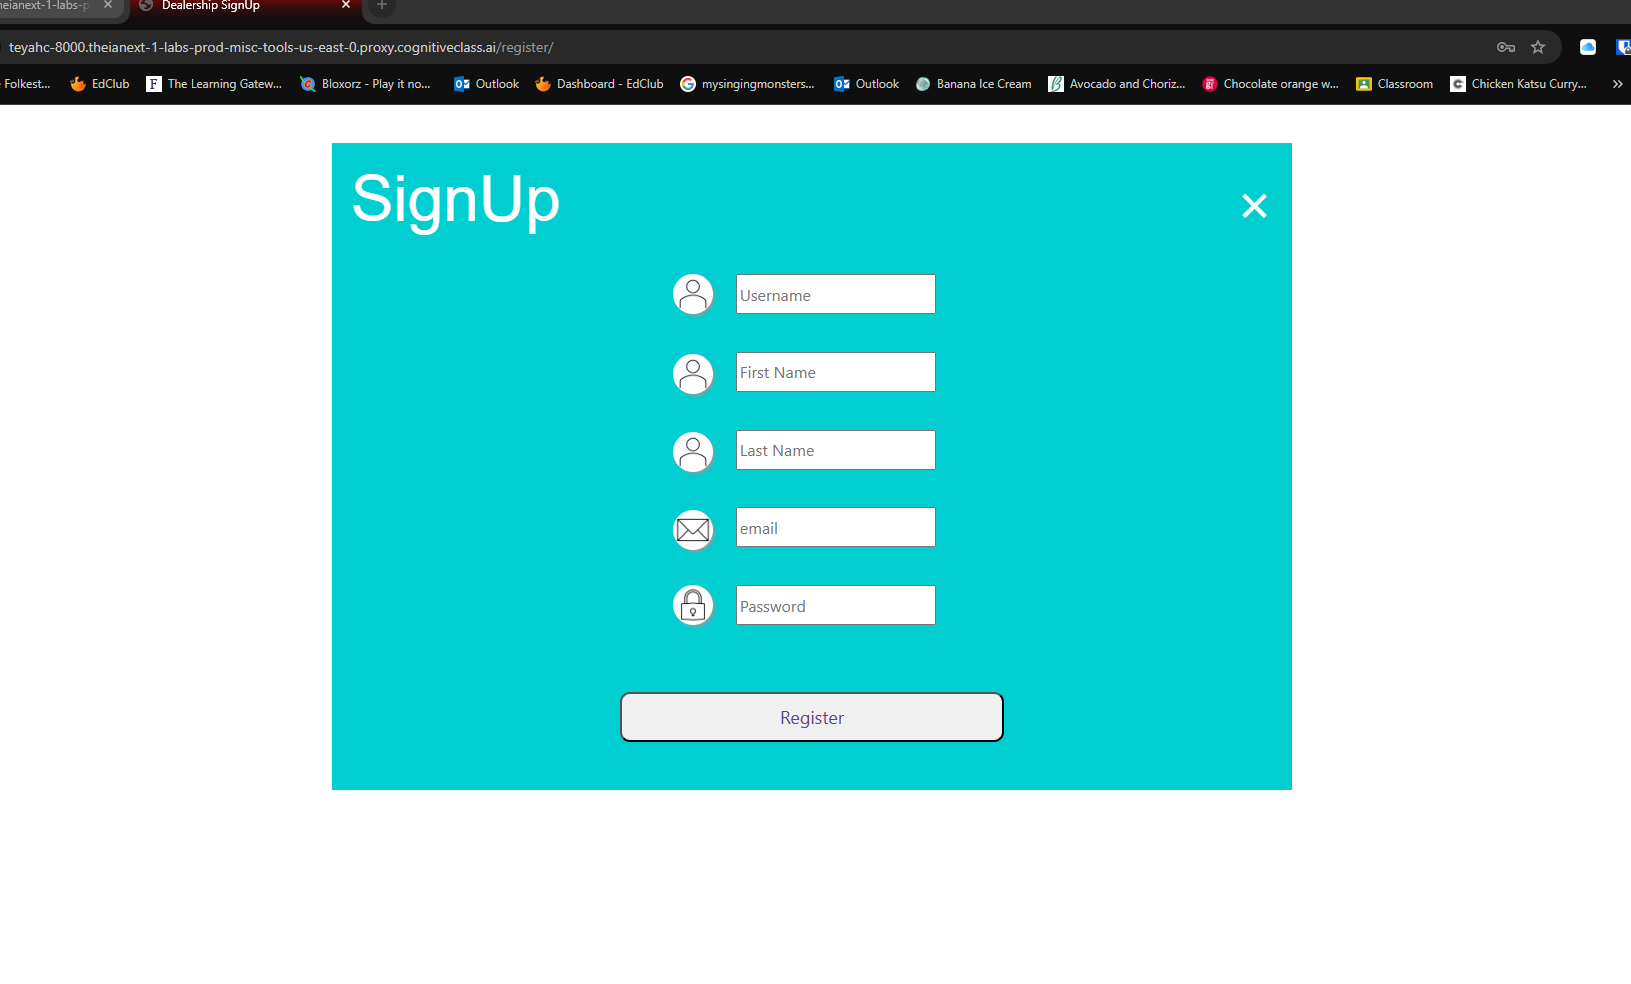 heianext-1-labs-p
Dealership SignUp
teyahc-8000.theianext-1-labs-prod-misc-tools-us-east-0.proxy.cognitiveclass.ai/register/
Folkest... EdClub The Learning Gatew... Bloxorz - Play it no... Outlook Dashboard - EdClub mysingingmonsters... Outlook Banana Ice Cream Avocado and Choriz... Chocolate orange w... Classroom Chicken Katsu Curry...
SignUp
Username
First Name
Last Name
email
Password
Register